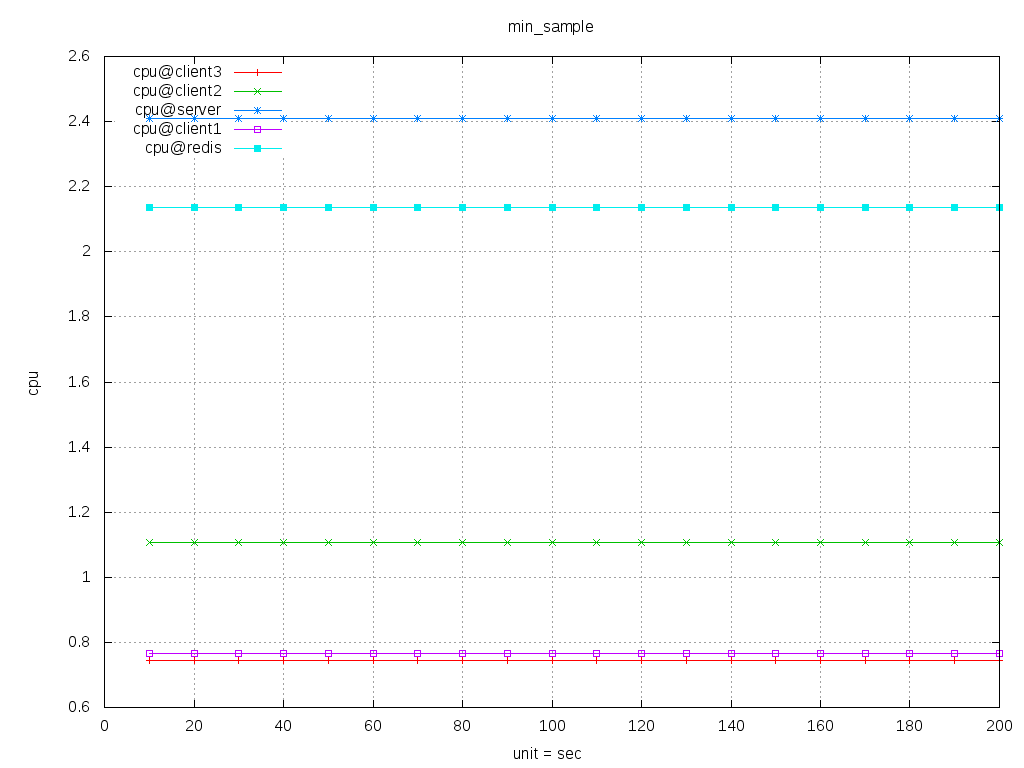 min_sample
2.6
cpu@client3
cpu@client2
cpu@server
2.4
cpu@client1
cpu@redis
2.2
2
1.8
1.6
cpu
1.4
1.2
1
0.8
0.6
0 20 40 60 80 100 120 140 160 180 200
unit = sec